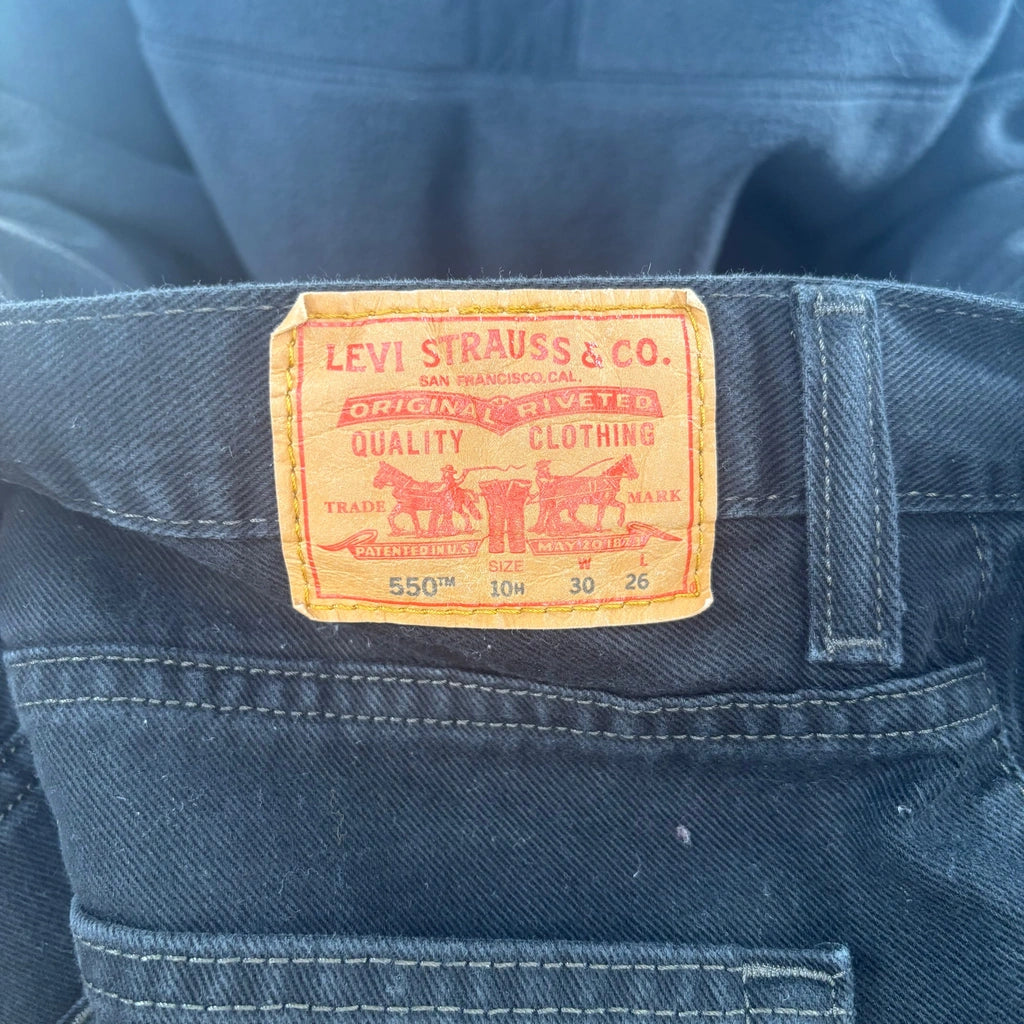 LEVI STRAUSS & CO.
SAN FRANCISCO, CAL.
ORIGINAL RIVETED
QUALITY CLOTHING
TRADE MARK
PATENTED IN U.S. MAY 20 1873
SIZE W L
550™ 10H 30 26